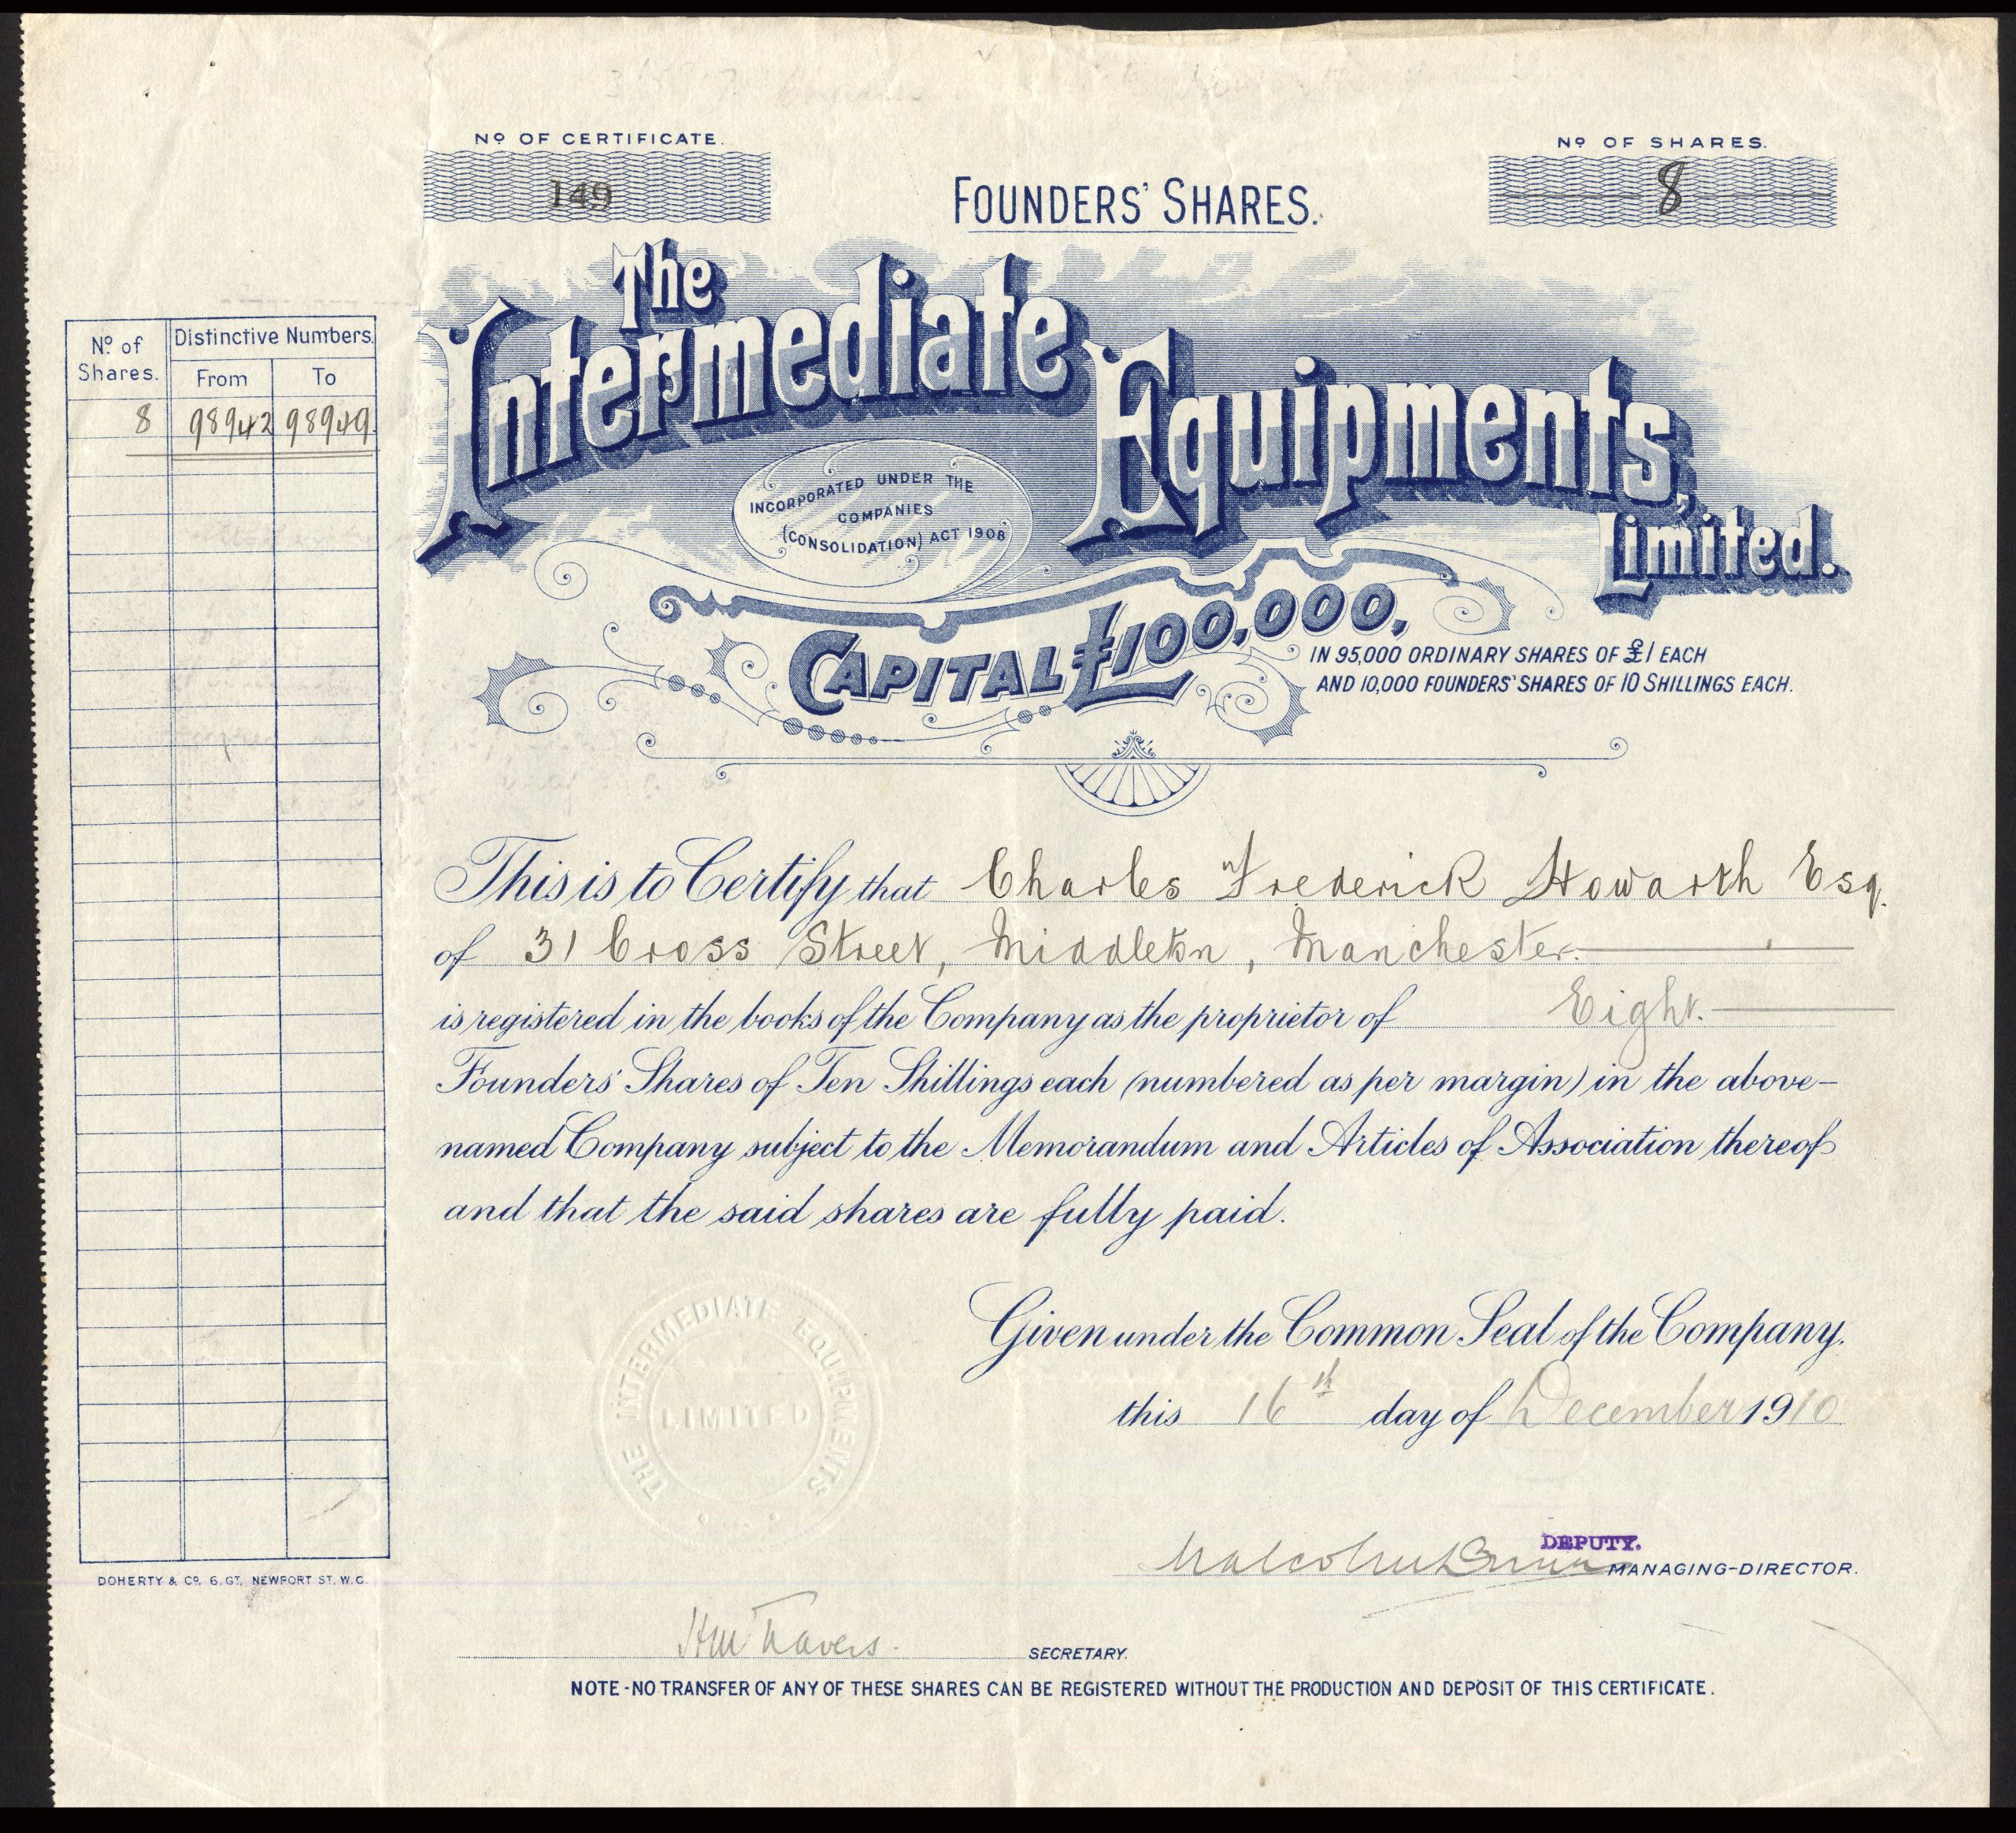 Nº OF CERTIFICATE.
149
Nº OF SHARES.
8
FOUNDERS' SHARES.
The
Intermediate Equipments,
Limited.
INCORPORATED UNDER THE
COMPANIES
(CONSOLIDATION) ACT 1908
CAPITAL £100,000,
IN 95,000 ORDINARY SHARES OF £1 EACH
AND 10,000 FOUNDERS' SHARES OF 10 SHILLINGS EACH.
Nº of Shares. Distinctive Numbers.
From To
8 98942 98949
This is to Certify that Charles Frederick Howarth Esq.
of 31 Cross Street, Middleton, Manchester.
is registered in the books of the Company as the proprietor of Eight.
Founders' Shares of Ten Shillings each (numbered as per margin) in the above-
named Company subject to the Memorandum and Articles of Association thereof
and that the said shares are fully paid.
Given under the Common Seal of the Company.
this 16th day of December 1910
THE INTERMEDIATE EQUIPMENTS
LIMITED
DEPUTY.
Malcolm MANAGING-DIRECTOR.
DOHERTY & Cº. 6, GT. NEWPORT ST. W.C.
Travers. SECRETARY.
NOTE - NO TRANSFER OF ANY OF THESE SHARES CAN BE REGISTERED WITHOUT THE PRODUCTION AND DEPOSIT OF THIS CERTIFICATE.